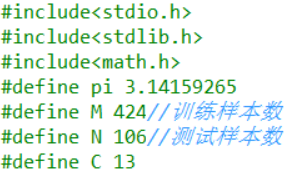 #include<stdio.h>
#include<stdlib.h>
#include<math.h>
#define pi 3.14159265
#define M 424//训练样本数
#define N 106//测试样本数
#define C 13